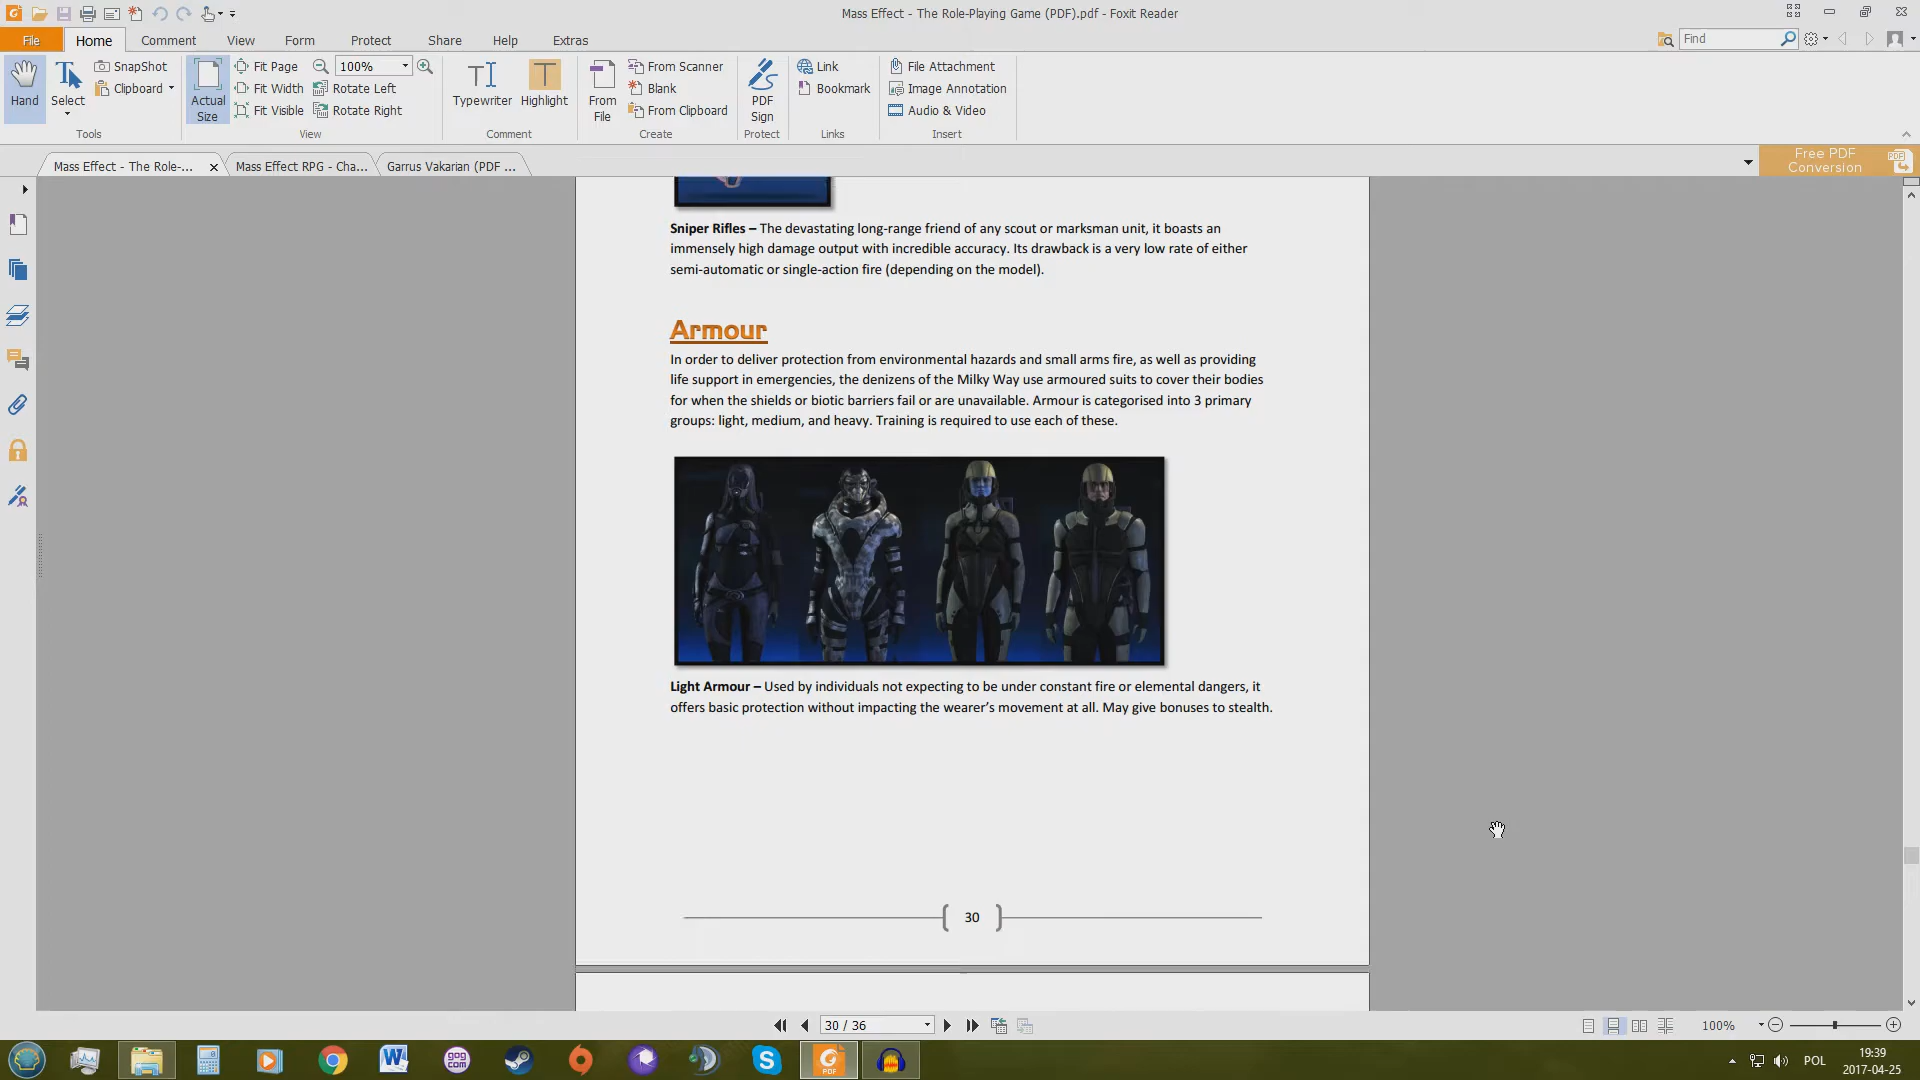 Mass Effect - The Role-Playing Game (PDF).pdf - Foxit Reader
File Home Comment View Form Protect Share Help Extras
Find
Hand
Select
SnapShot
Clipboard
Tools
Actual
Size
Fit Page
Fit Width
Fit Visible
100%
Rotate Left
Rotate Right
View
Typewriter
Highlight
Comment
From
File
From Scanner
Blank
From Clipboard
Create
PDF
Sign
Protect
Link
Bookmark
Links
File Attachment
Image Annotation
Audio & Video
Insert
Mass Effect - The Role-...
Mass Effect RPG - Cha...
Garrus Vakarian (PDF ...
Free PDF
Conversion
Sniper Rifles – The devastating long-range friend of any scout or marksman unit, it boasts an
immensely high damage output with incredible accuracy. Its drawback is a very low rate of either
semi-automatic or single-action fire (depending on the model).
Armour
In order to deliver protection from environmental hazards and small arms fire, as well as providing
life support in emergencies, the denizens of the Milky Way use armoured suits to cover their bodies
for when the shields or biotic barriers fail or are unavailable. Armour is categorised into 3 primary
groups: light, medium, and heavy. Training is required to use each of these.
Light Armour – Used by individuals not expecting to be under constant fire or elemental dangers, it
offers basic protection without impacting the wearer's movement at all. May give bonuses to stealth.
30
30 / 36
100%
GOG
COM
PDF
POL
19:39
2017-04-25